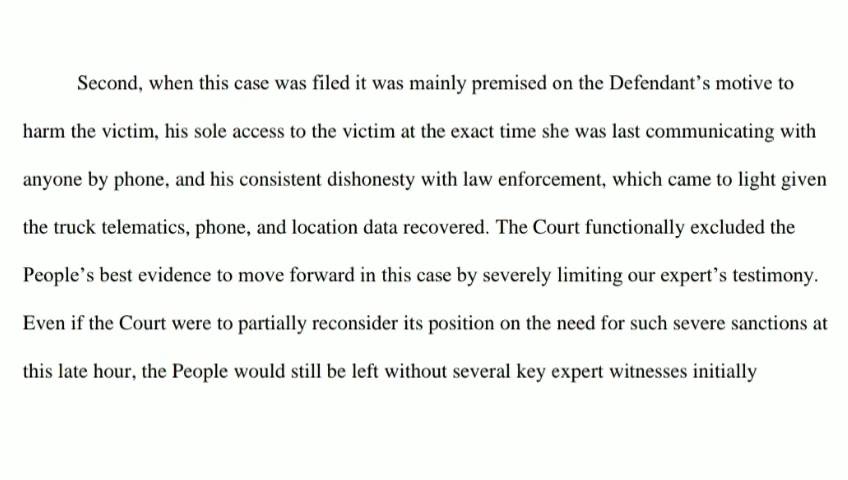 Second, when this case was filed it was mainly premised on the Defendant’s motive to
harm the victim, his sole access to the victim at the exact time she was last communicating with
anyone by phone, and his consistent dishonesty with law enforcement, which came to light given
the truck telematics, phone, and location data recovered. The Court functionally excluded the
People’s best evidence to move forward in this case by severely limiting our expert’s testimony.
Even if the Court were to partially reconsider its position on the need for such severe sanctions at
this late hour, the People would still be left without several key expert witnesses initially